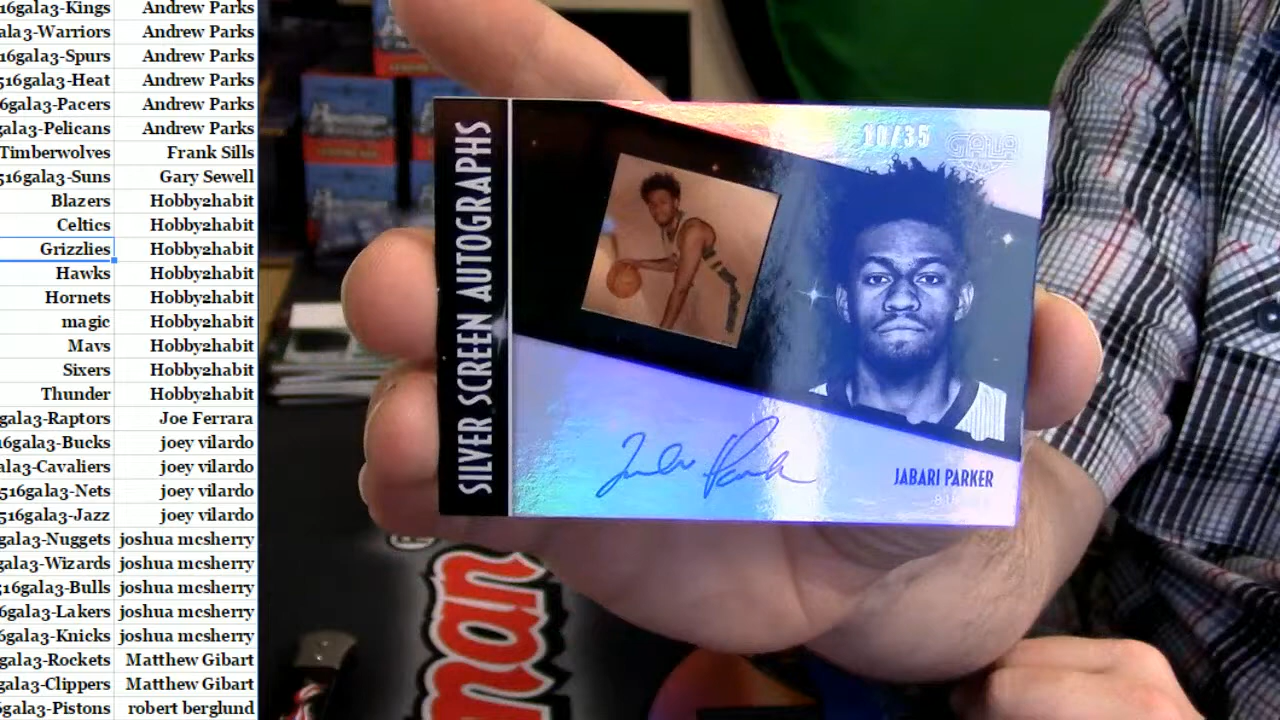 16gala3-Kings Andrew Parks
ala3-Warriors Andrew Parks
16gala3-Spurs Andrew Parks
516gala3-Heat Andrew Parks
6gala3-Pacers Andrew Parks
gala3-Pelicans Andrew Parks
Timberwolves Frank Sills
516gala3-Suns Gary Sewell
Blazers Hobby2habit
Celtics Hobby2habit
Grizzlies Hobby2habit
Hawks Hobby2habit
Hornets Hobby2habit
magic Hobby2habit
Mavs Hobby2habit
Sixers Hobby2habit
Thunder Hobby2habit
gala3-Raptors Joe Ferrara
16gala3-Bucks joey vilardo
ala3-Cavaliers joey vilardo
516gala3-Nets joey vilardo
516gala3-Jazz joey vilardo
gala3-Nuggets joshua mcsherry
gala3-Wizards joshua mcsherry
516gala3-Bulls joshua mcsherry
6gala3-Lakers joshua mcsherry
6gala3-Knicks joshua mcsherry
gala3-Rockets Matthew Gibart
gala3-Clippers Matthew Gibart
6gala3-Pistons robert berglund
SILVER SCREEN AUTOGRAPHS
10/35
GALA
JABARI PARKER
man